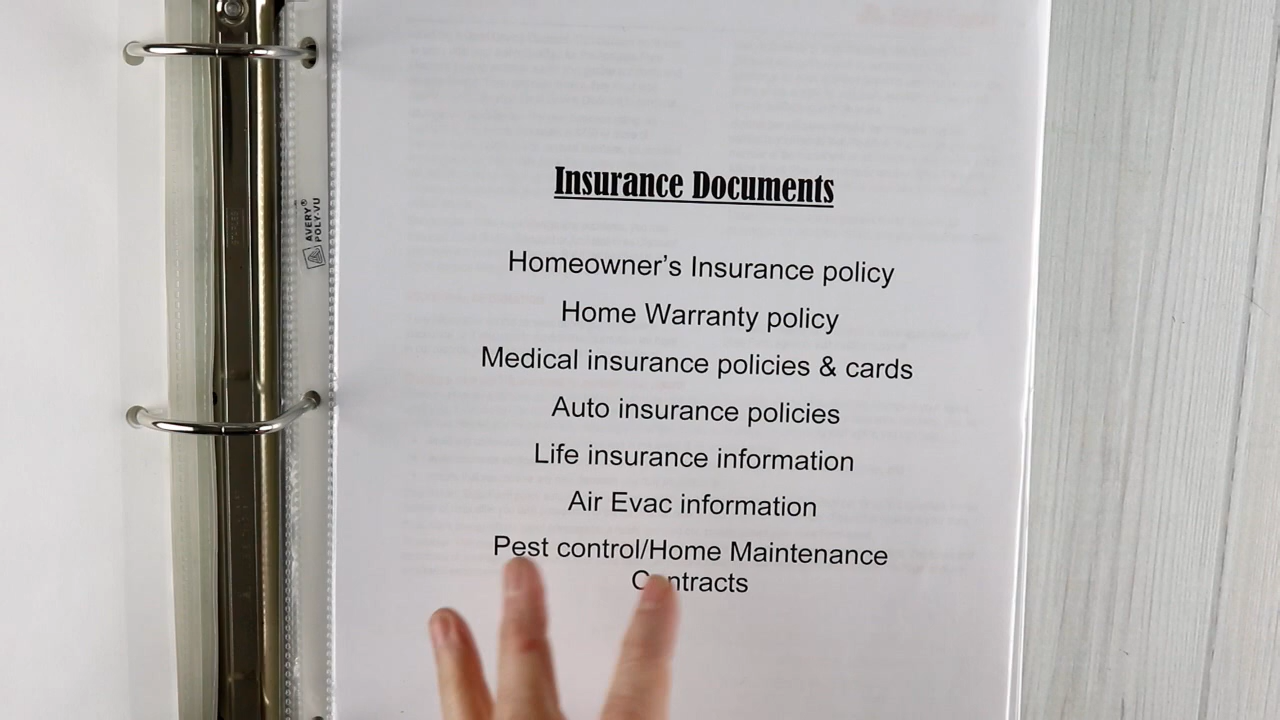 AVERY®
POLY-VU
Insurance Documents
Homeowner's Insurance policy
Home Warranty policy
Medical insurance policies & cards
Auto insurance policies
Life insurance information
Air Evac information
Pest control/Home Maintenance
Contracts